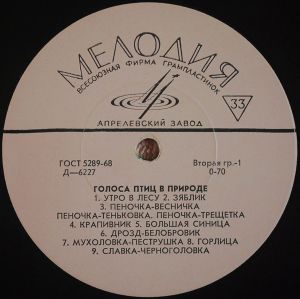 МЕЛОДИЯ
ВСЕСОЮЗНАЯ ФИРМА ГРАМПЛАСТИНОК
33
АПРЕЛЕВСКИЙ ЗАВОД
ГОСТ 5289-68 Вторая гр.-1
Д—6227 0-70
ГОЛОСА ПТИЦ В ПРИРОДЕ
1. УТРО В ЛЕСУ 2. ЗЯБЛИК
3. ПЕНОЧКА-ВЕСНИЧКА
ПЕНОЧКА-ТЕНЬКОВКА, ПЕНОЧКА-ТРЕЩЕТКА
4. КРАПИВНИК 5. БОЛЬШАЯ СИНИЦА
6. ДРОЗД-БЕЛОБРОВИК
7. МУХОЛОВКА-ПЕСТРУШКА 8. ГОРЛИЦА
9. СЛАВКА-ЧЕРНОГОЛОВКА